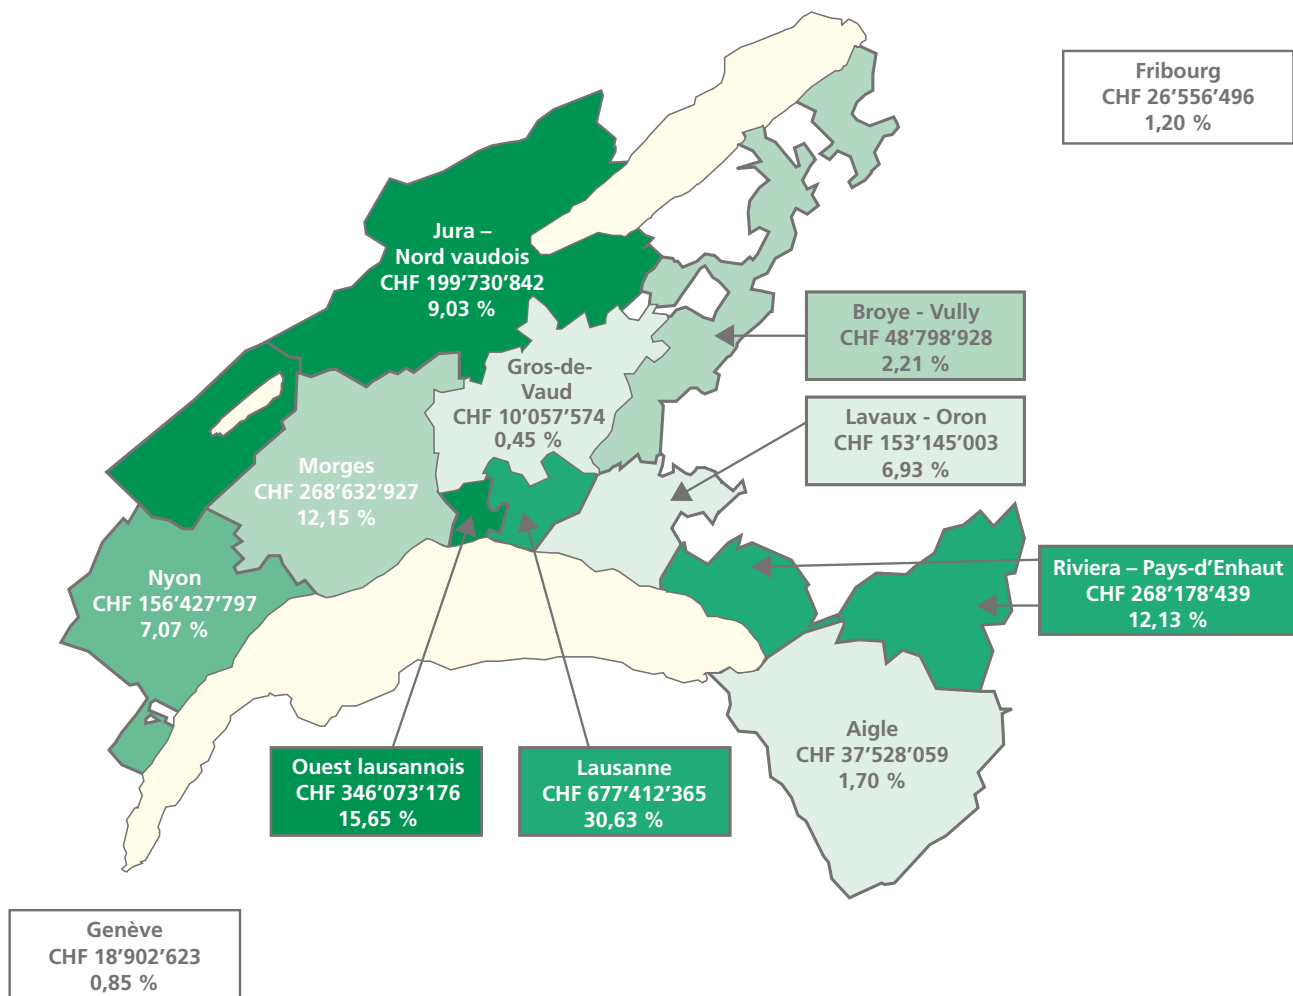 Fribourg
CHF 26’556’496
1,20 %
Jura –
Nord vaudois
CHF 199’730’842
9,03 %
Broye - Vully
CHF 48’798’928
2,21 %
Gros-de-
Vaud
CHF 10’057’574
0,45 %
Lavaux - Oron
CHF 153’145’003
6,93 %
Morges
CHF 268’632’927
12,15 %
Nyon
CHF 156’427’797
7,07 %
Riviera – Pays-d’Enhaut
CHF 268’178’439
12,13 %
Aigle
CHF 37’528’059
1,70 %
Ouest lausannois
CHF 346’073’176
15,65 %
Lausanne
CHF 677’412’365
30,63 %
Genève
CHF 18’902’623
0,85 %